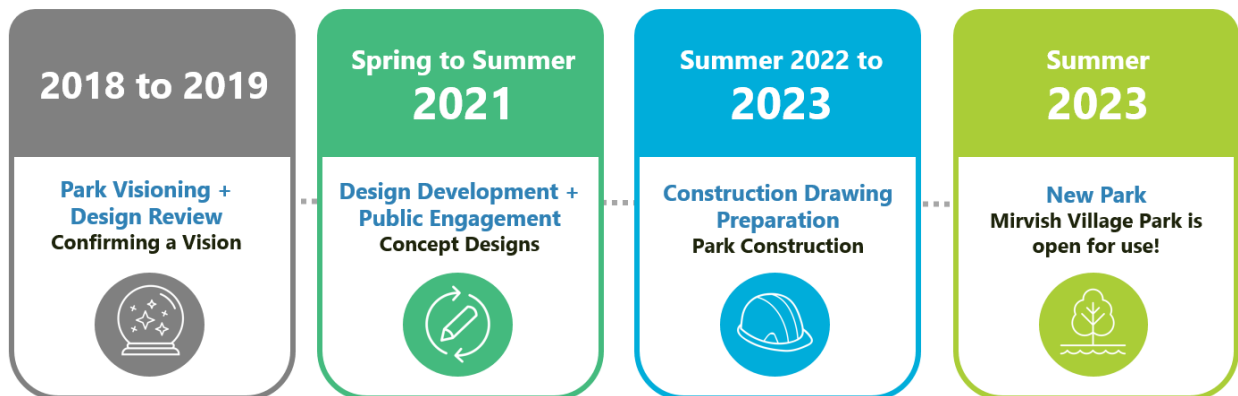 2018 to 2019
Park Visioning +
Design Review
Confirming a Vision
Spring to Summer
2021
Design Development +
Public Engagement
Concept Designs
Summer 2022 to
2023
Construction Drawing
Preparation
Park Construction
Summer
2023
New Park
Mirvish Village Park is
open for use!